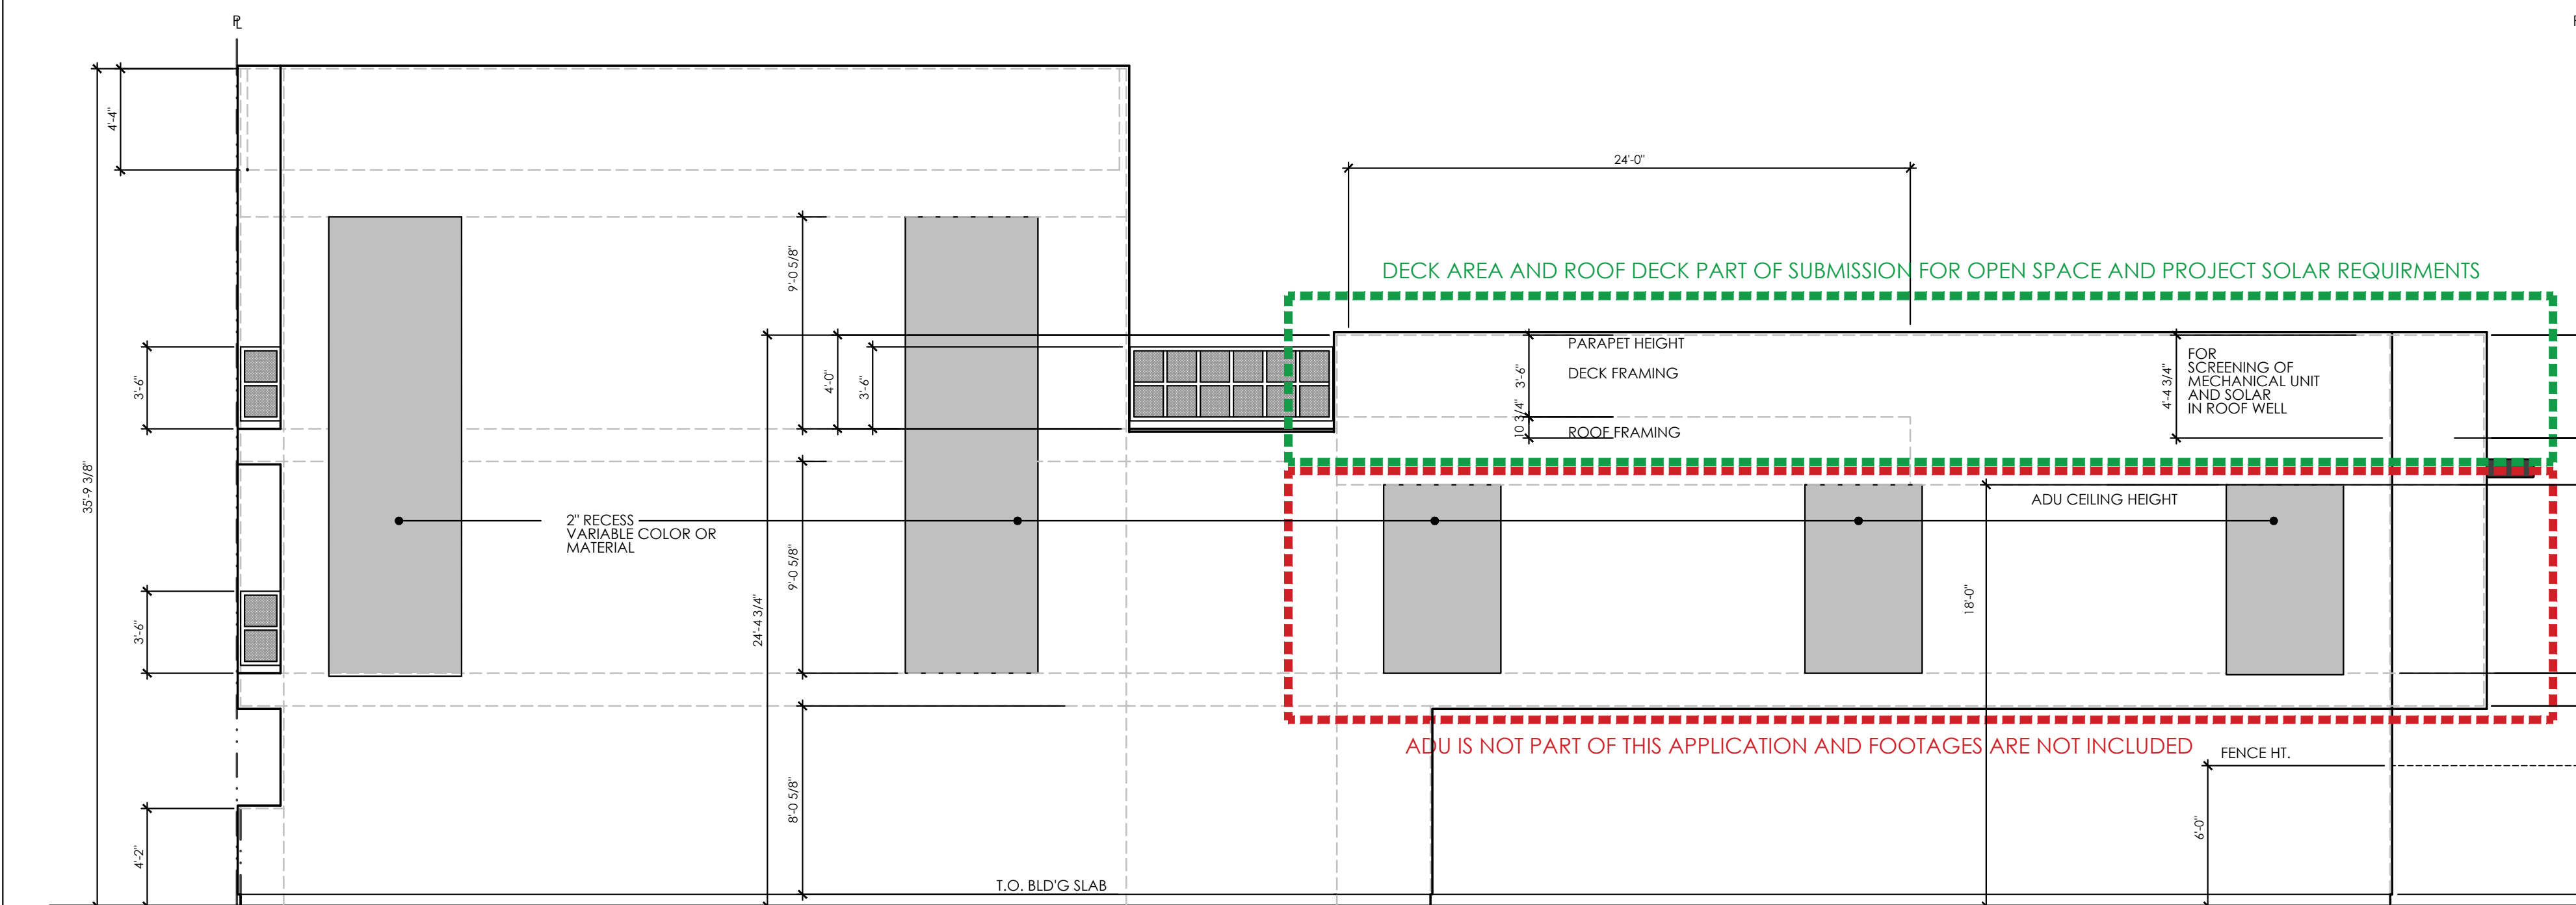 PL
P
4'-4"
24'-0"
DECK AREA AND ROOF DECK PART OF SUBMISSION FOR OPEN SPACE AND PROJECT SOLAR REQUIRMENTS
9'-0 5/8"
PARAPET HEIGHT
FOR
SCREENING OF
MECHANICAL UNIT
AND SOLAR
IN ROOF WELL
3'-6"
4'-0"
3'-6"
3'-6"
DECK FRAMING
4'-4 3/4"
10 3/4"
ROOF FRAMING
35'-9 3/8"
2" RECESS
VARIABLE COLOR OR
MATERIAL
ADU CEILING HEIGHT
9'-0 5/8"
18'-0"
3'-6"
24'-4 3/4"
ADU IS NOT PART OF THIS APPLICATION AND FOOTAGES ARE NOT INCLUDED
FENCE HT.
8'-0 5/8"
6'-0"
4'-2"
T.O. BLD'G SLAB